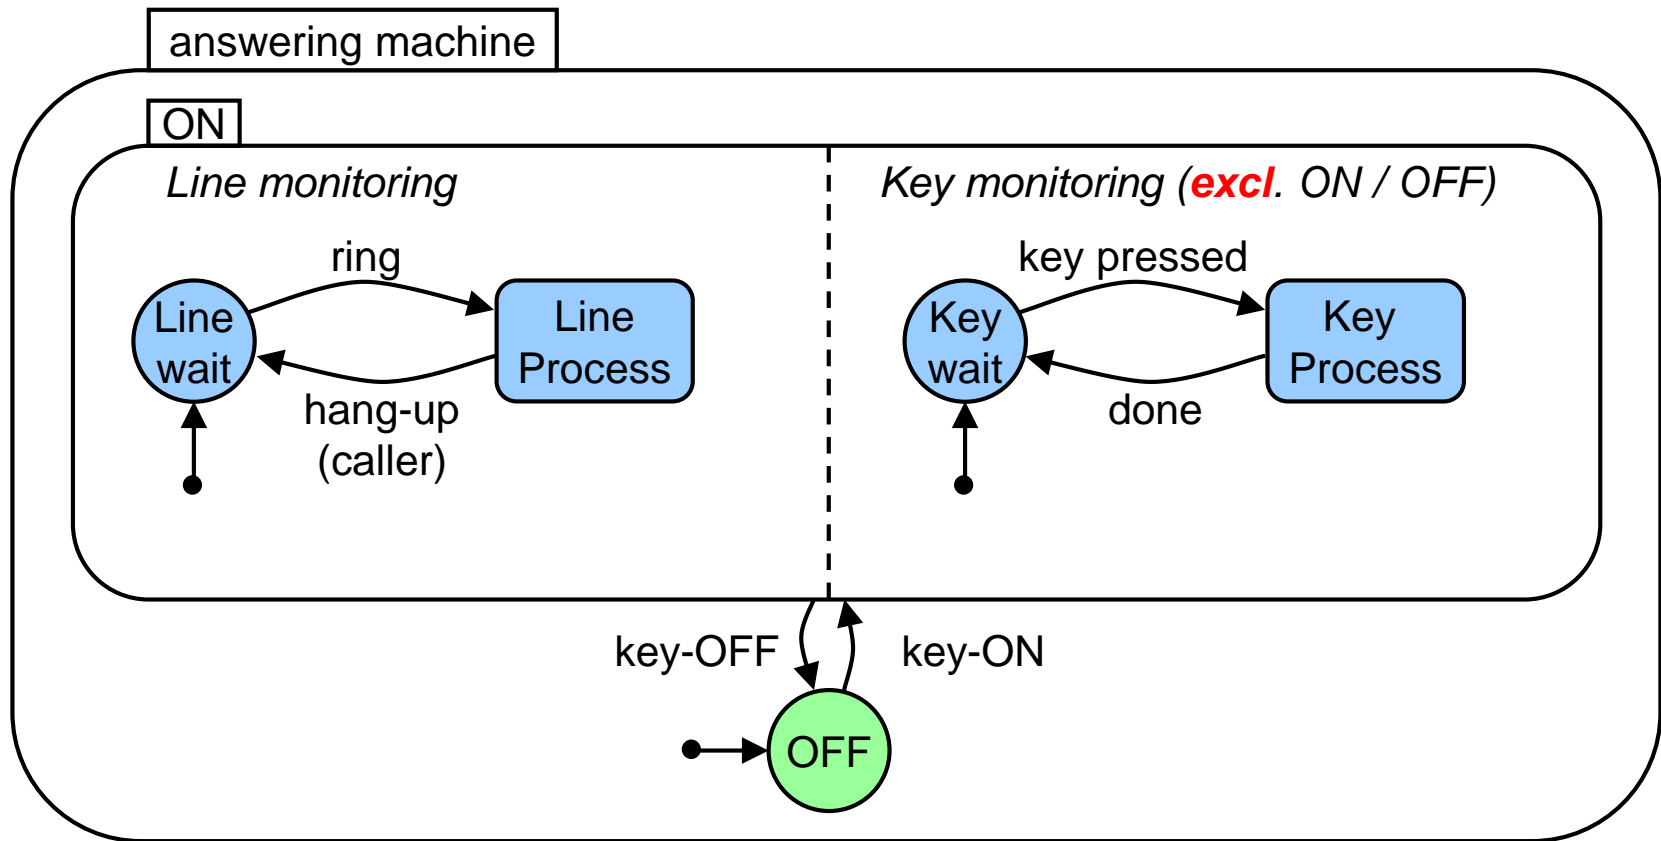 answering machine
ON
Line monitoring
Key monitoring (excl. ON / OFF)
ring
Line
wait
Line
Process
hang-up
(caller)
key pressed
Key
wait
Key
Process
done
key-OFF
key-ON
OFF